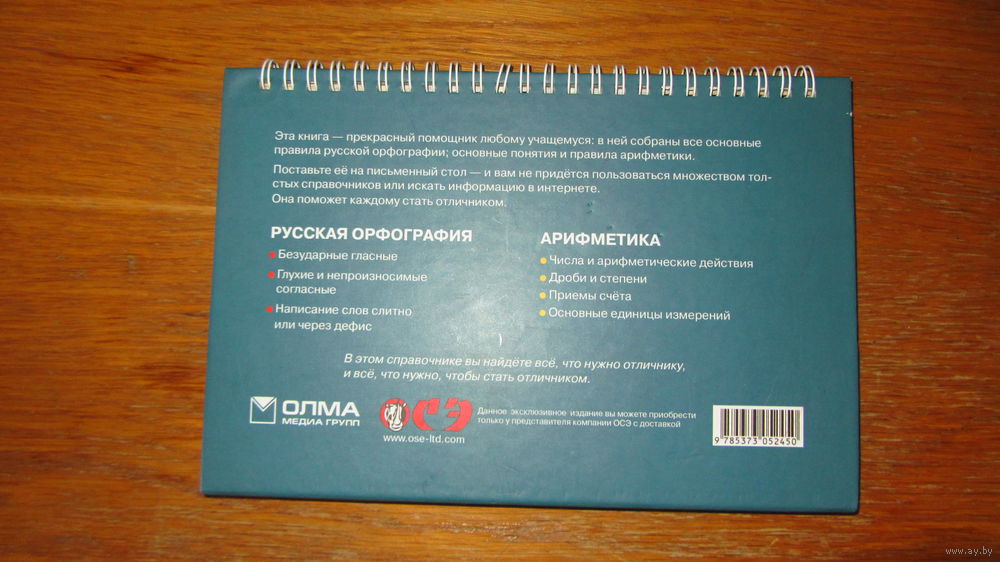 Эта книга — прекрасный помощник любому учащемуся: в ней собраны все основные
правила русской орфографии; основные понятия и правила арифметики.
Поставьте её на письменный стол — и вам не придётся пользоваться множеством тол-
стых справочников или искать информацию в интернете.
Она поможет каждому стать отличником.
РУССКАЯ ОРФОГРАФИЯ
Безударные гласные
Глухие и непроизносимые
согласные
Написание слов слитно
или через дефис
АРИФМЕТИКА
Числа и арифметические действия
Дроби и степени
Приемы счёта
Основные единицы измерений
В этом справочнике вы найдёте всё, что нужно отличнику,
и всё, что нужно, чтобы стать отличником.
ОЛМА
МЕДИА ГРУПП
ОСЭ
www.ose-ltd.com
Данное эксклюзивное издание вы можете приобрести
только у представителя компании ОСЭ с доставкой
9 785373 052450
www.ay.by